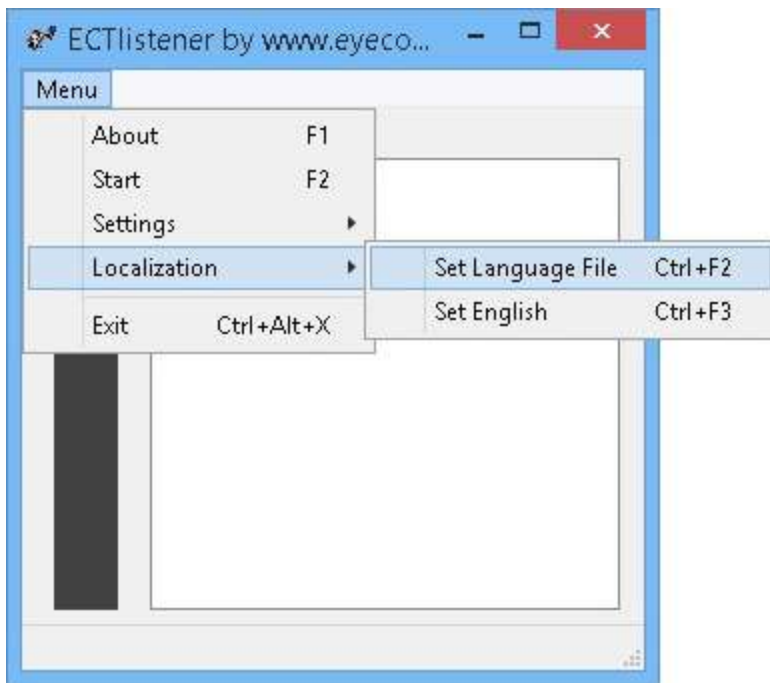 ECTlistener by www.eyeco...
Menu
About F1
Start F2
Settings
Localization
Set Language File Ctrl+F2
Set English Ctrl+F3
Exit Ctrl+Alt+X